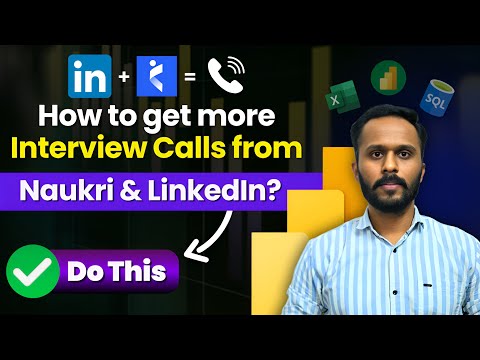 in + =
How to get more
Interview Calls from
Naukri & LinkedIn?
Do This
X
SQL